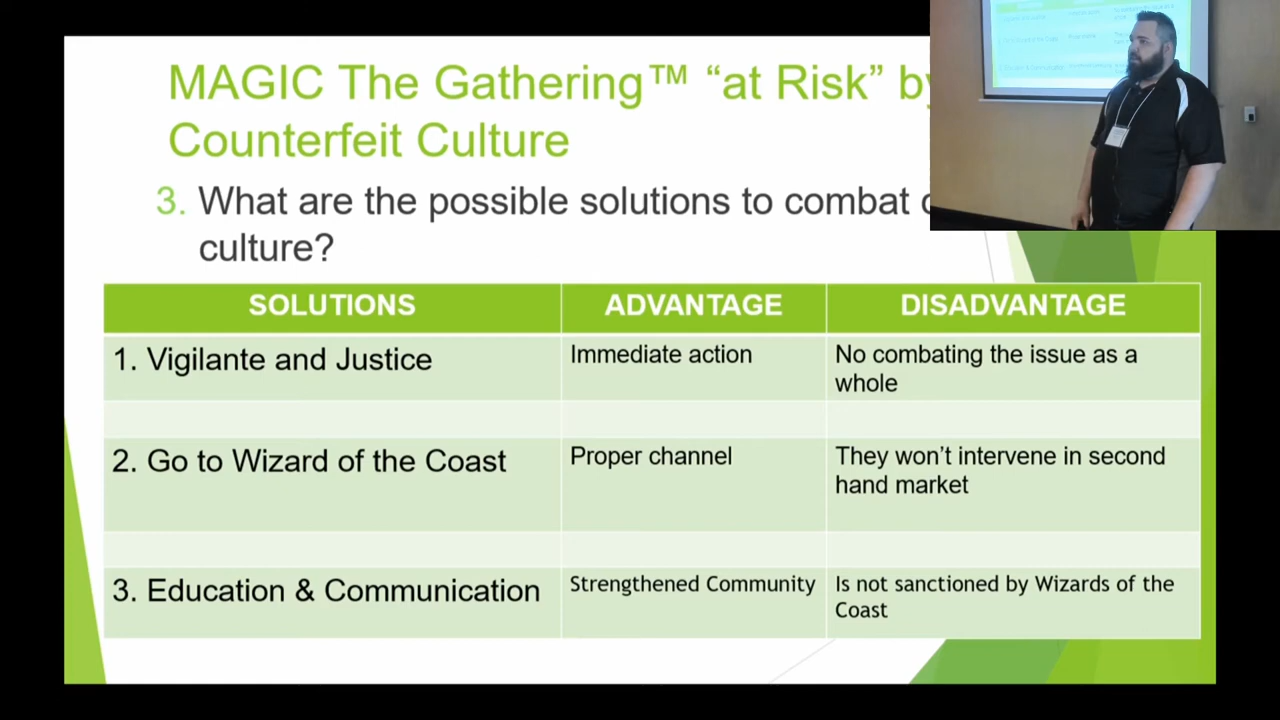 MAGIC The Gathering™ “at Risk” by
Counterfeit Culture
3. What are the possible solutions to combat
culture?
SOLUTIONS ADVANTAGE DISADVANTAGE
1. Vigilante and Justice Immediate action No combating the issue as a
whole
2. Go to Wizard of the Coast Proper channel They won’t intervene in second
hand market
3. Education & Communication Strengthened Community Is not sanctioned by Wizards of the
Coast